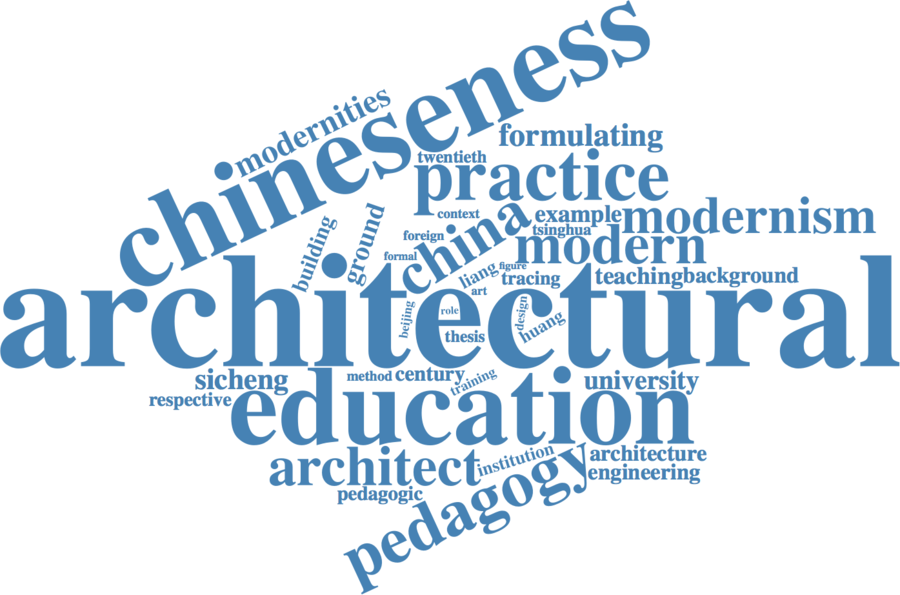 chineseness
modernities
formulating
twentieth
practice
context
example
modernism
building
ground
foreign
china
tsinghua
modern
formal
liang
figure
tracing
teaching
background
art
architectural
beijing
role
design
huang
thesis
sicheng
method
century
training
university
respective
education
architect
institution
architecture
pedagogy
engineering
pedagogic